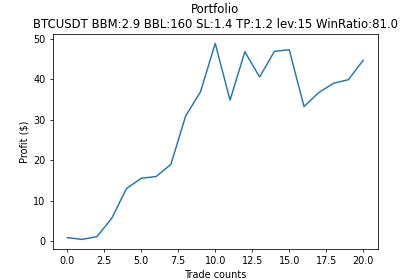 Portfolio
BTCUSDT BBM:2.9 BBL:160 SL:1.4 TP:1.2 lev:15 WinRatio:81.0
50
40
30
20
10
0
Profit ($)
0.0 2.5 5.0 7.5 10.0 12.5 15.0 17.5 20.0
Trade counts